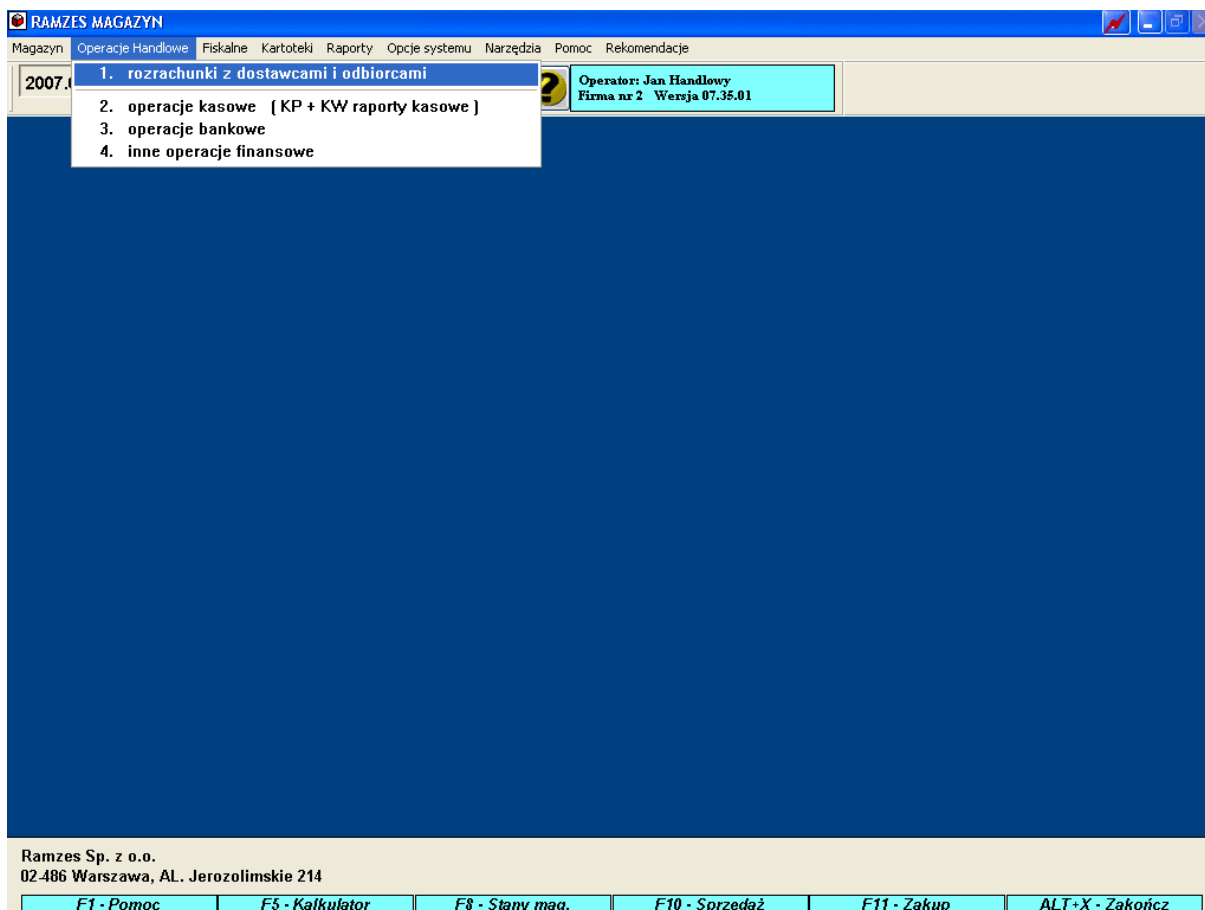 RAMZES MAGAZYN
Magazyn Operacje Handlowe Fiskalne Kartoteki Raporty Opcje systemu Narzędzia Pomoc Rekomendacje
2007.
1. rozrachunki z dostawcami i odbiorcami
2. operacje kasowe ( KP + KW raporty kasowe )
3. operacje bankowe
4. inne operacje finansowe
Operator: Jan Handlowy
Firma nr 2 Wersja 07.35.01
Ramzes Sp. z o.o.
02-486 Warszawa, AL. Jerozolimskie 214
F1 - Pomoc F5 - Kalkulator F8 - Stany mag. F10 - Sprzedaż F11 - Zakup ALT+X - Zakończ